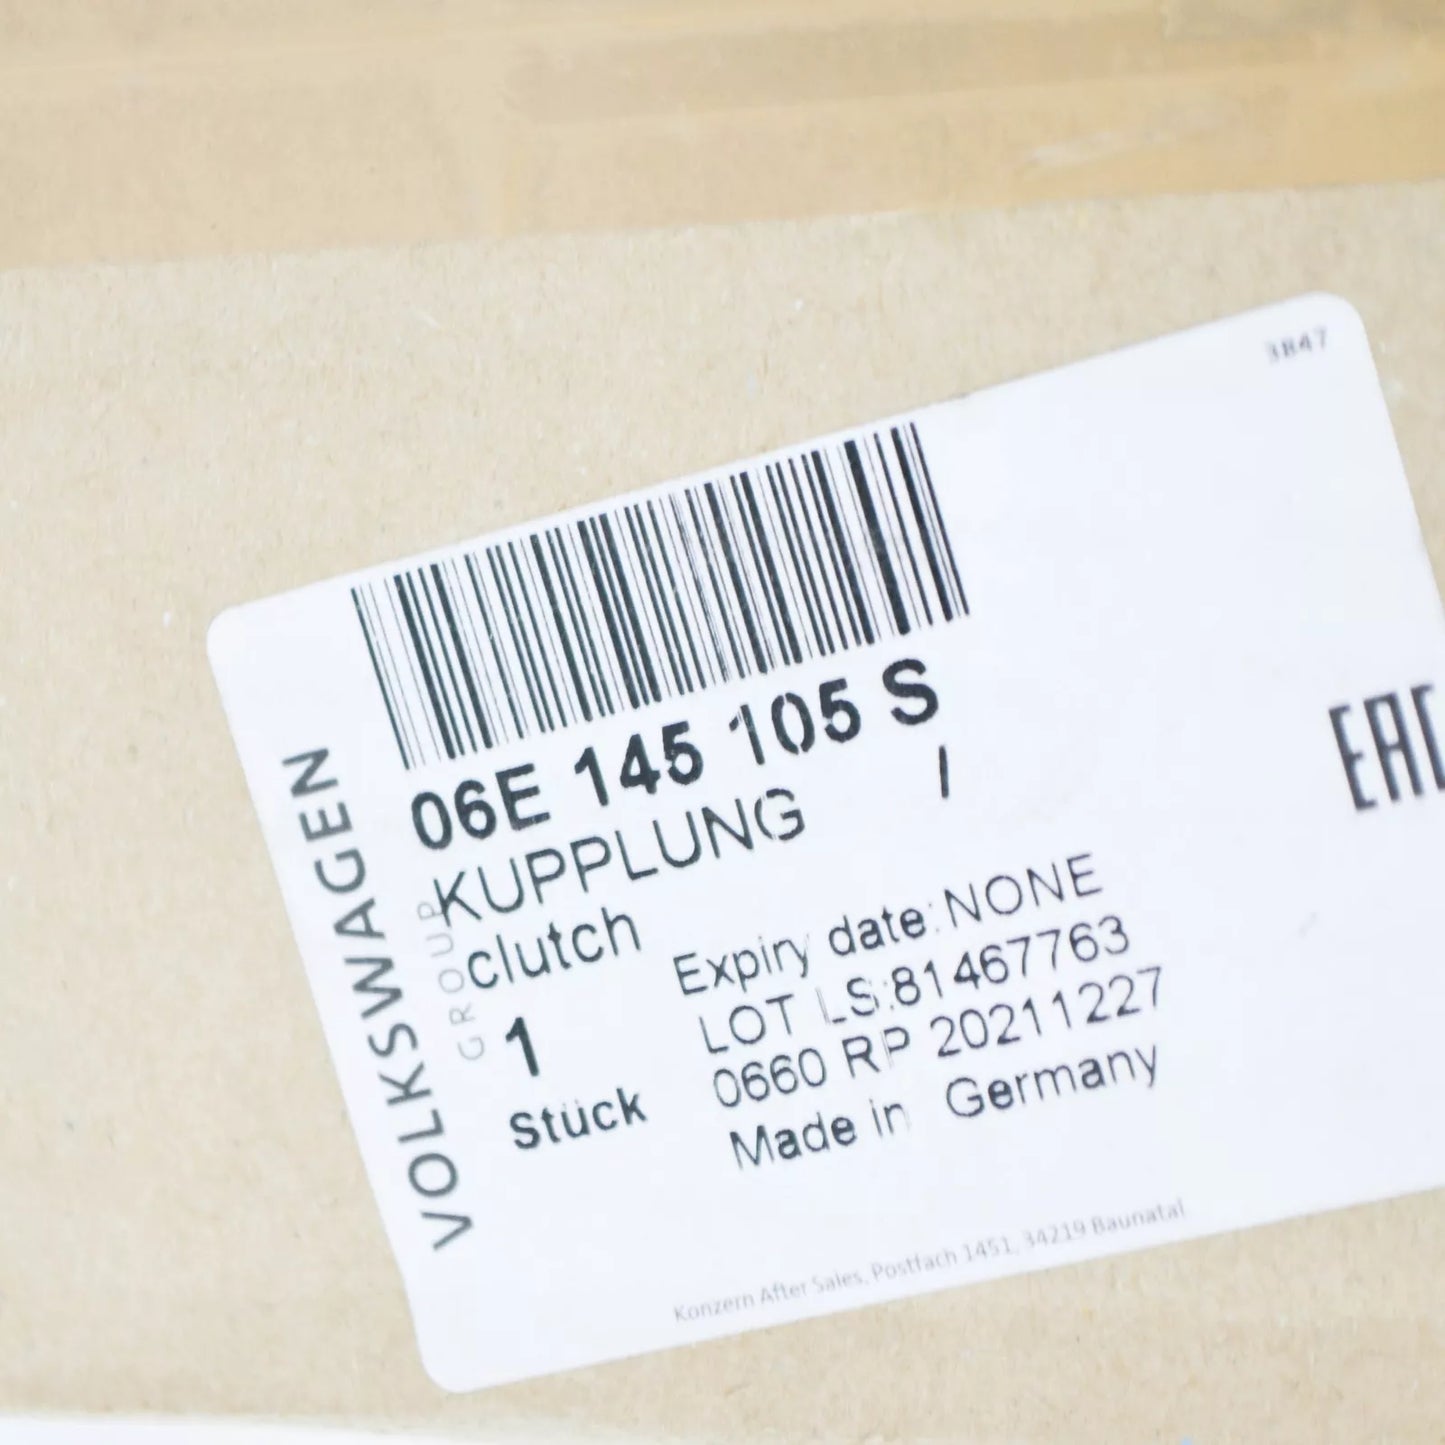 3B47
06E 145 105 S
KUPPLUNG /
clutch
1
Stück
Expiry date:NONE
LOT LS:81467763
0660 RP 20211227
Made in Germany
VOLKSWAGEN
GROUP
EAC
Konzern After Sales, Postfach 1451, 34219 Baunatal